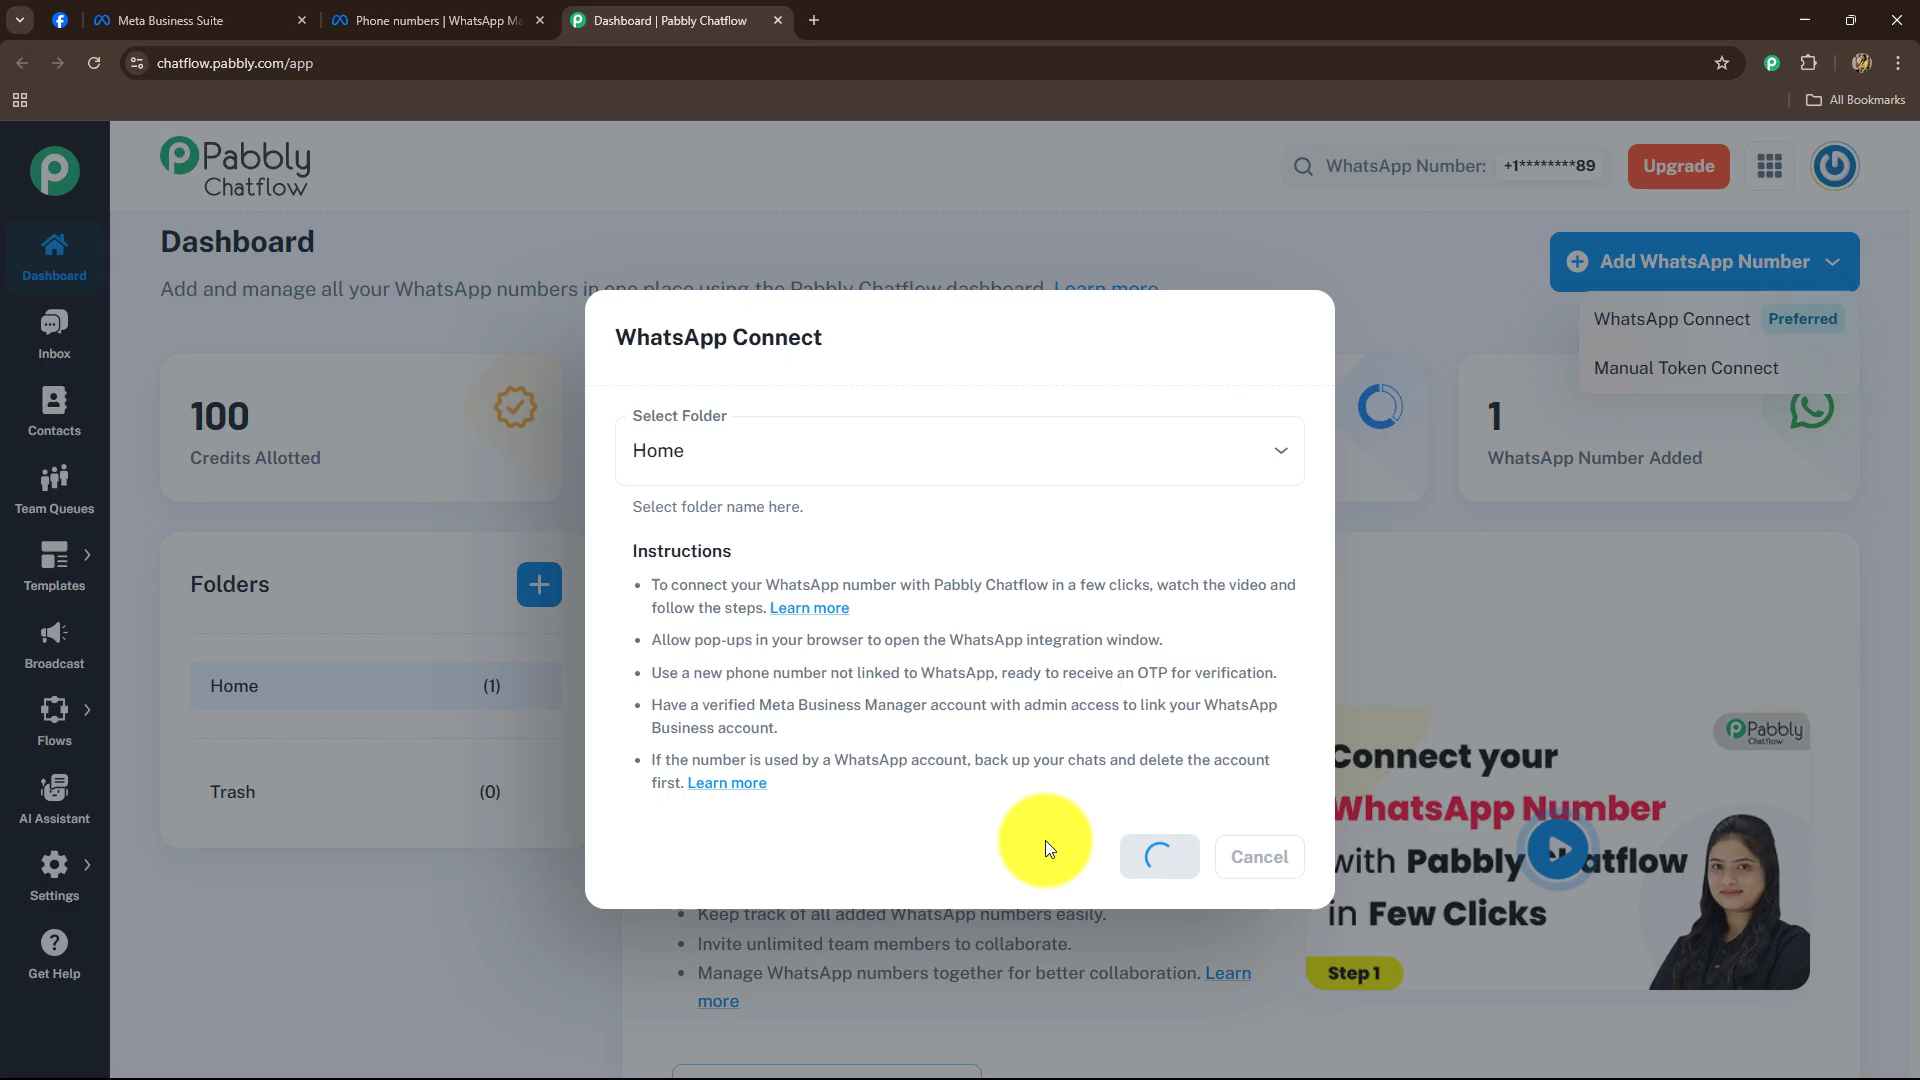 Meta Business Suite
Phone numbers | WhatsApp Ma
Dashboard | Pabbly Chatflow
chatflow.pabbly.com/app
All Bookmarks
Pabbly
Chatflow
WhatsApp Number: +1********89
Upgrade
Dashboard
Inbox
Contacts
Team Queues
Templates
Broadcast
Flows
AI Assistant
Settings
Get Help
Dashboard
Add and manage all your WhatsApp numbers in one place using the Pabbly Chatflow dashboard. Learn more
Add WhatsApp Number
WhatsApp Connect Preferred
Manual Token Connect
100
Credits Allotted
1
WhatsApp Number Added
Folders
Home (1)
Trash (0)
WhatsApp Connect
Select Folder
Home
Select folder name here.
Instructions
• To connect your WhatsApp number with Pabbly Chatflow in a few clicks, watch the video and
follow the steps. Learn more
• Allow pop-ups in your browser to open the WhatsApp integration window.
• Use a new phone number not linked to WhatsApp, ready to receive an OTP for verification.
• Have a verified Meta Business Manager account with admin access to link your WhatsApp
Business account.
• If the number is used by a WhatsApp account, back up your chats and delete the account
first. Learn more
Cancel
• Keep track of all added WhatsApp numbers easily.
• Invite unlimited team members to collaborate.
• Manage WhatsApp numbers together for better collaboration. Learn
more
Pabbly
Chatflow
Connect your
WhatsApp Number
with Pabbly Chatflow
in Few Clicks
Step 1